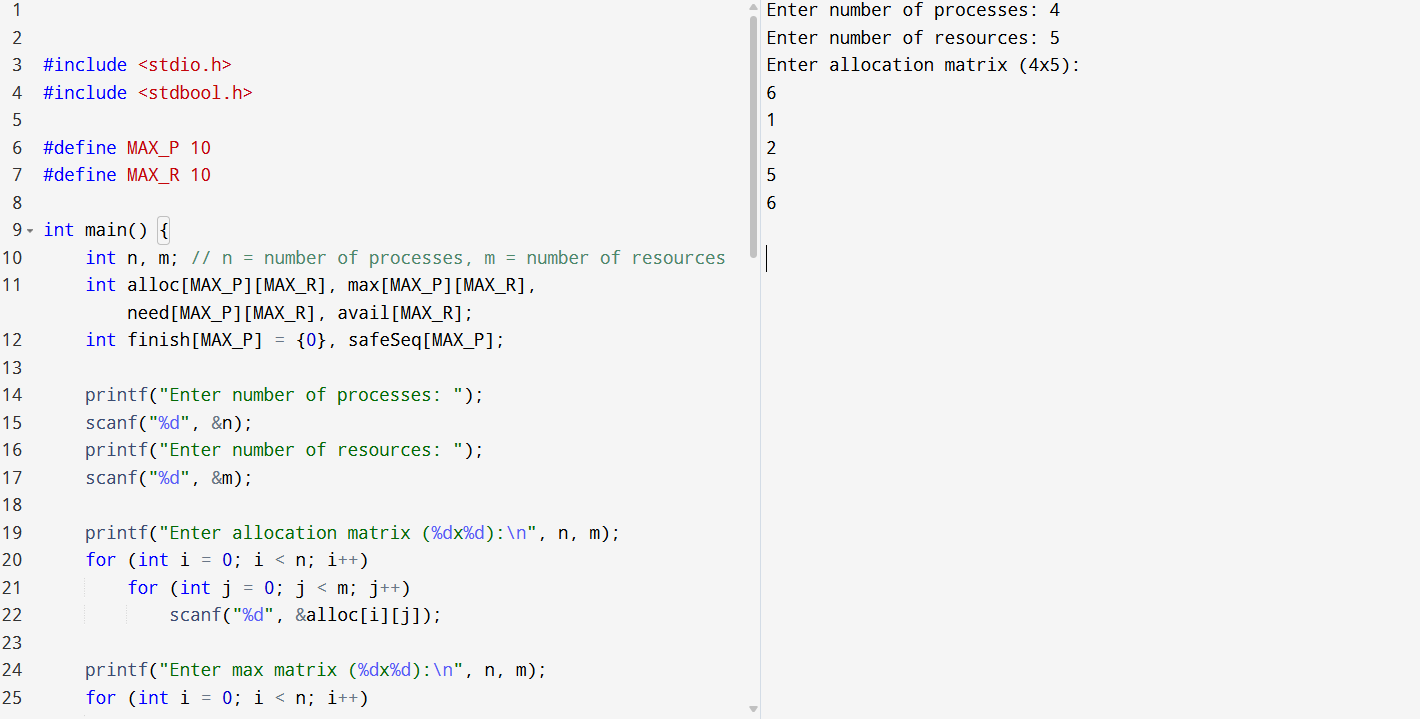 1
2
3 #include <stdio.h>
4 #include <stdbool.h>
5
6 #define MAX_P 10
7 #define MAX_R 10
8
9 int main() {
10     int n, m; // n = number of processes, m = number of resources
11     int alloc[MAX_P][MAX_R], max[MAX_P][MAX_R],
        need[MAX_P][MAX_R], avail[MAX_R];
12     int finish[MAX_P] = {0}, safeSeq[MAX_P];
13
14     printf("Enter number of processes: ");
15     scanf("%d", &n);
16     printf("Enter number of resources: ");
17     scanf("%d", &m);
18
19     printf("Enter allocation matrix (%dx%d):\n", n, m);
20     for (int i = 0; i < n; i++)
21         for (int j = 0; j < m; j++)
22             scanf("%d", &alloc[i][j]);
23
24     printf("Enter max matrix (%dx%d):\n", n, m);
25     for (int i = 0; i < n; i++)
Enter number of processes: 4
Enter number of resources: 5
Enter allocation matrix (4x5):
6
1
2
5
6